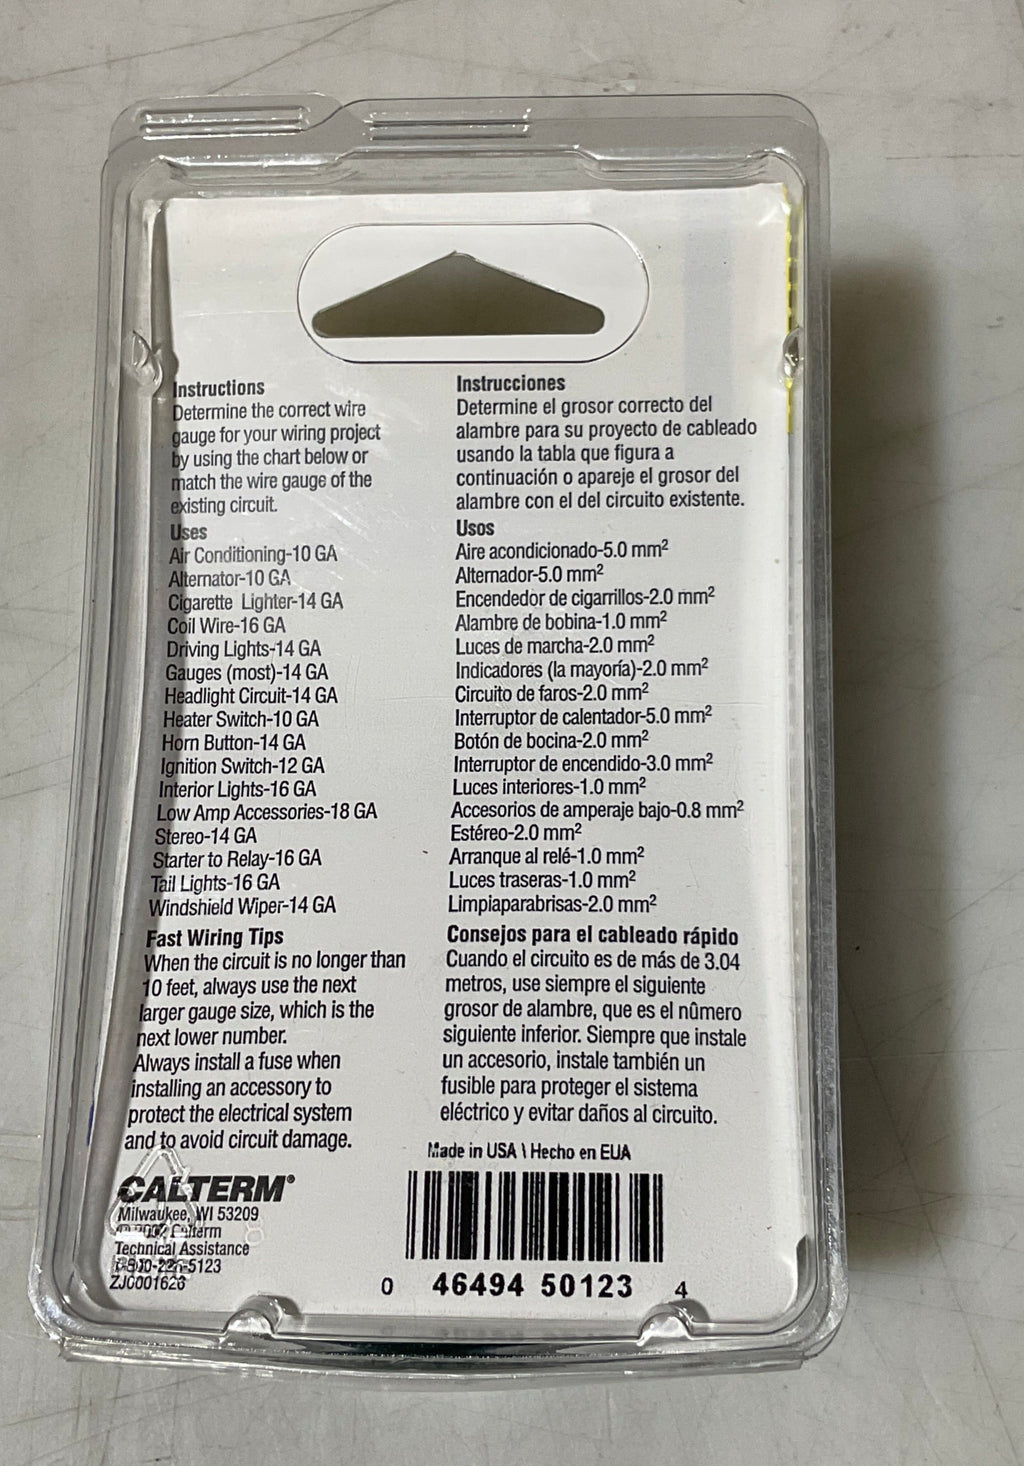 Instructions
Determine the correct wire
gauge for your wiring project
by using the chart below or
match the wire gauge of the
existing circuit.
Uses
Air Conditioning-10 GA
Alternator-10 GA
Cigarette Lighter-14 GA
Coil Wire-16 GA
Driving Lights-14 GA
Gauges (most)-14 GA
Headlight Circuit-14 GA
Heater Switch-10 GA
Horn Button-14 GA
Ignition Switch-12 GA
Interior Lights-16 GA
Low Amp Accessories-18 GA
Stereo-14 GA
Starter to Relay-16 GA
Tail Lights-16 GA
Windshield Wiper-14 GA
Fast Wiring Tips
When the circuit is no longer than
10 feet, always use the next
larger gauge size, which is the
next lower number.
Always install a fuse when
installing an accessory to
protect the electrical system
and to avoid circuit damage.
CALTERM®
Milwaukee, WI 53209
Calterm
Technical Assistance
ZJC001626
Instrucciones
Determine el grosor correcto del
alambre para su proyecto de cableado
usando la tabla que figura a
continuación o apareje el grosor del
alambre con el del circuito existente.
Usos
Aire acondicionado-5.0 mm²
Alternador-5.0 mm²
Encendedor de cigarrillos-2.0 mm²
Alambre de bobina-1.0 mm²
Luces de marcha-2.0 mm²
Indicadores (la mayoría)-2.0 mm²
Circuito de faros-2.0 mm²
Interruptor de calentador-5.0 mm²
Botón de bocina-2.0 mm²
Interruptor de encendido-3.0 mm²
Luces interiores-1.0 mm²
Accesorios de amperaje bajo-0.8 mm²
Estéreo-2.0 mm²
Arranque al relé-1.0 mm²
Luces traseras-1.0 mm²
Limpiaparabrisas-2.0 mm²
Consejos para el cableado rápido
Cuando el circuito es de más de 3.04
metros, use siempre el siguiente
grosor de alambre, que es el nûmero
siguiente inferior. Siempre que instale
un accesorio, instale también un
fusible para proteger el sistema
eléctrico y evitar daños al circuito.
Made in USA \ Hecho en EUA
0 46494 50123 4